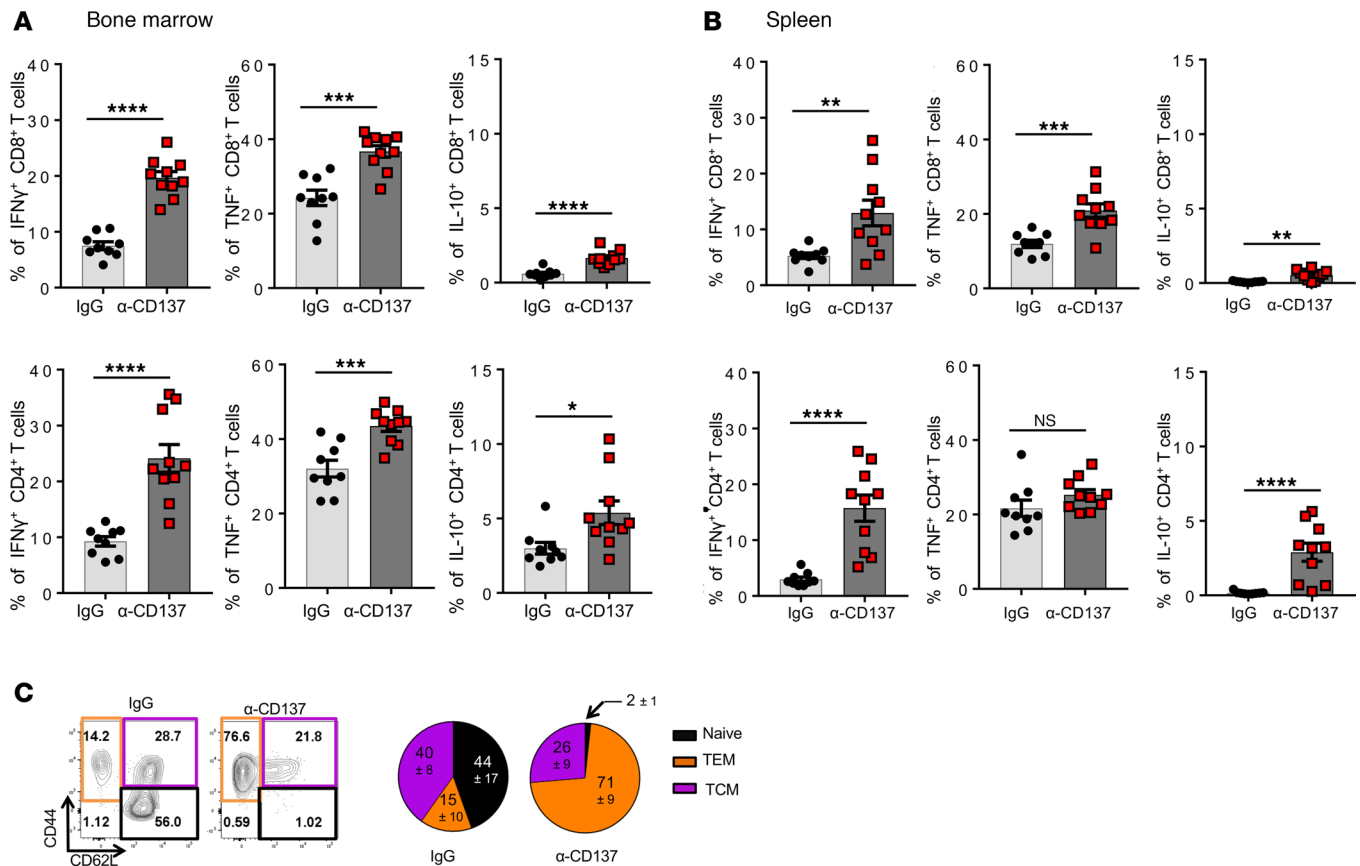 A Bone marrow
% of IFNγ⁺ CD8⁺ T cells
40
30
20
10
0
****
IgG α-CD137
% of TNF⁺ CD8⁺ T cells
60
40
20
0
***
IgG α-CD137
% of IL-10⁺ CD8⁺ T cells
15
10
5
0
****
IgG α-CD137
% of IFNγ⁺ CD4⁺ T cells
40
30
20
10
0
****
IgG α-CD137
% of TNF⁺ CD4⁺ T cells
60
40
20
0
***
IgG α-CD137
% of IL-10⁺ CD4⁺ T cells
15
10
5
0
*
IgG α-CD137
B Spleen
% of IFNγ⁺ CD8⁺ T cells
40
30
20
10
0
**
IgG α-CD137
% of TNF⁺ CD8⁺ T cells
60
40
20
0
***
IgG α-CD137
% of IL-10⁺ CD8⁺ T cells
15
10
5
0
**
IgG α-CD137
% of IFNγ⁺ CD4⁺ T cells
40
30
20
10
0
****
IgG α-CD137
% of TNF⁺ CD4⁺ T cells
60
40
20
0
NS
IgG α-CD137
% of IL-10⁺ CD4⁺ T cells
15
10
5
0
****
IgG α-CD137
C
IgG
14.2 28.7
1.12 56.0
CD44
CD62L
α-CD137
76.6 21.8
0.59 1.02
40
± 8
44
± 17
15
± 10
IgG
2 ± 1
26
± 9
71
± 9
α-CD137
Naive
TEM
TCM